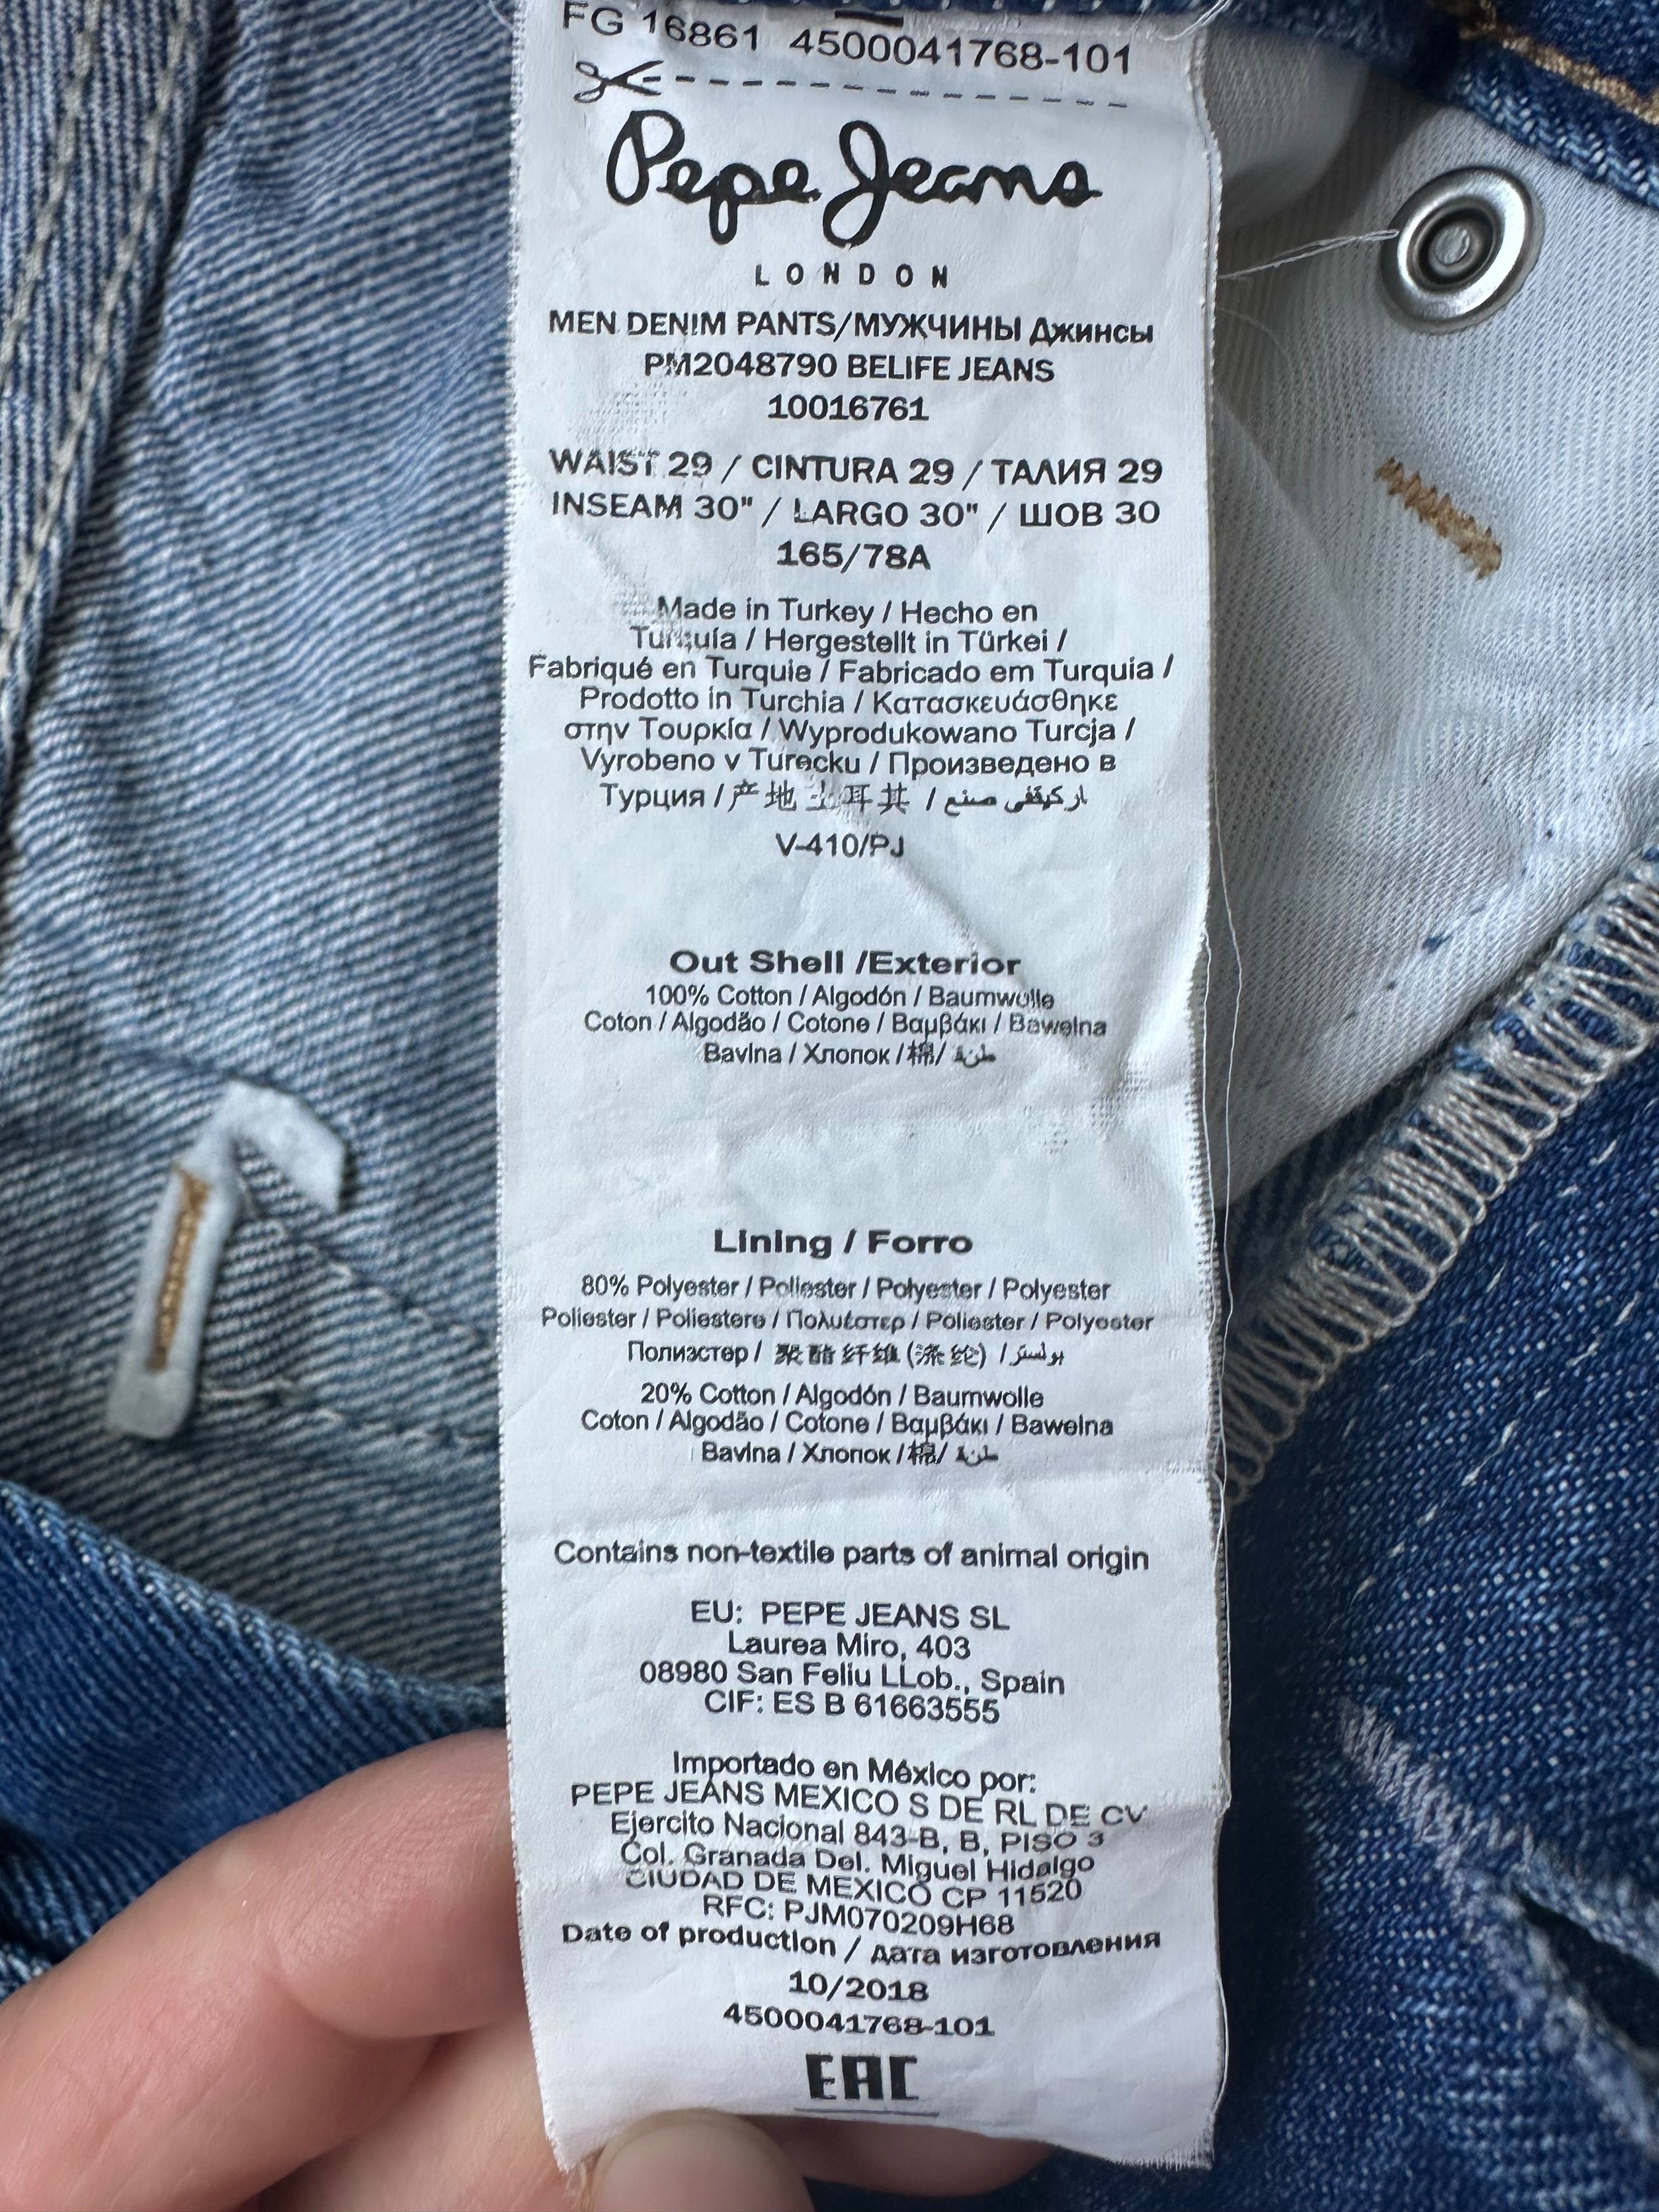 FG 16861 4500041768-101
Pepe Jeans
LONDON
MEN DENIM PANTS/МУЖЧИНЫ Джинсы
PM2048790 BELIFE JEANS
10016761
WAIST 29 / CINTURA 29 / ТАЛИЯ 29
INSEAM 30" / LARGO 30" / ШОВ 30
165/78A
Made in Turkey / Hecho en
Turquía / Hergestellt in Türkei /
Fabriqué en Turquie / Fabricado em Turquia /
Prodotto in Turchia / Κατασκευάσθηκε
στην Τουρκία / Wyprodukowano Turcja /
Vyrobeno v Turecku / Произведено в
Турция / 产地 土耳其 / صنع
V-410/PJ
Out Shell /Exterior
100% Cotton / Algodón / Baumwolle
Coton / Algodão / Cotone / Βαμβάκι / Bawelna
Bavlna / Хлопок /棉/
Lining / Forro
80% Polyester / Poliester / Polyester / Polyester
Poliester / Poliestere / Πολυέστερ / Poliester / Polyester
Полиэстер / 聚酯纤维 (涤纶) / بولستر
20% Cotton / Algodón / Baumwolle
Coton / Algodão / Cotone / Βαμβάκι / Bawelna
Bavlna / Хлопок /棉/
Contains non-textile parts of animal origin
EU: PEPE JEANS SL
Laurea Miro, 403
08980 San Feliu LLob., Spain
CIF: ES B 61663555
Importado en México por:
PEPE JEANS MEXICO S DE RL DE CV
Ejercito Nacional 843-B, B, PISO 3
Col. Granada Del. Miguel Hidalgo
CIUDAD DE MEXICO CP 11520
RFC: PJM070209H68
Date of production / Дата изготовления
10/2018
4500041768-101
EAC